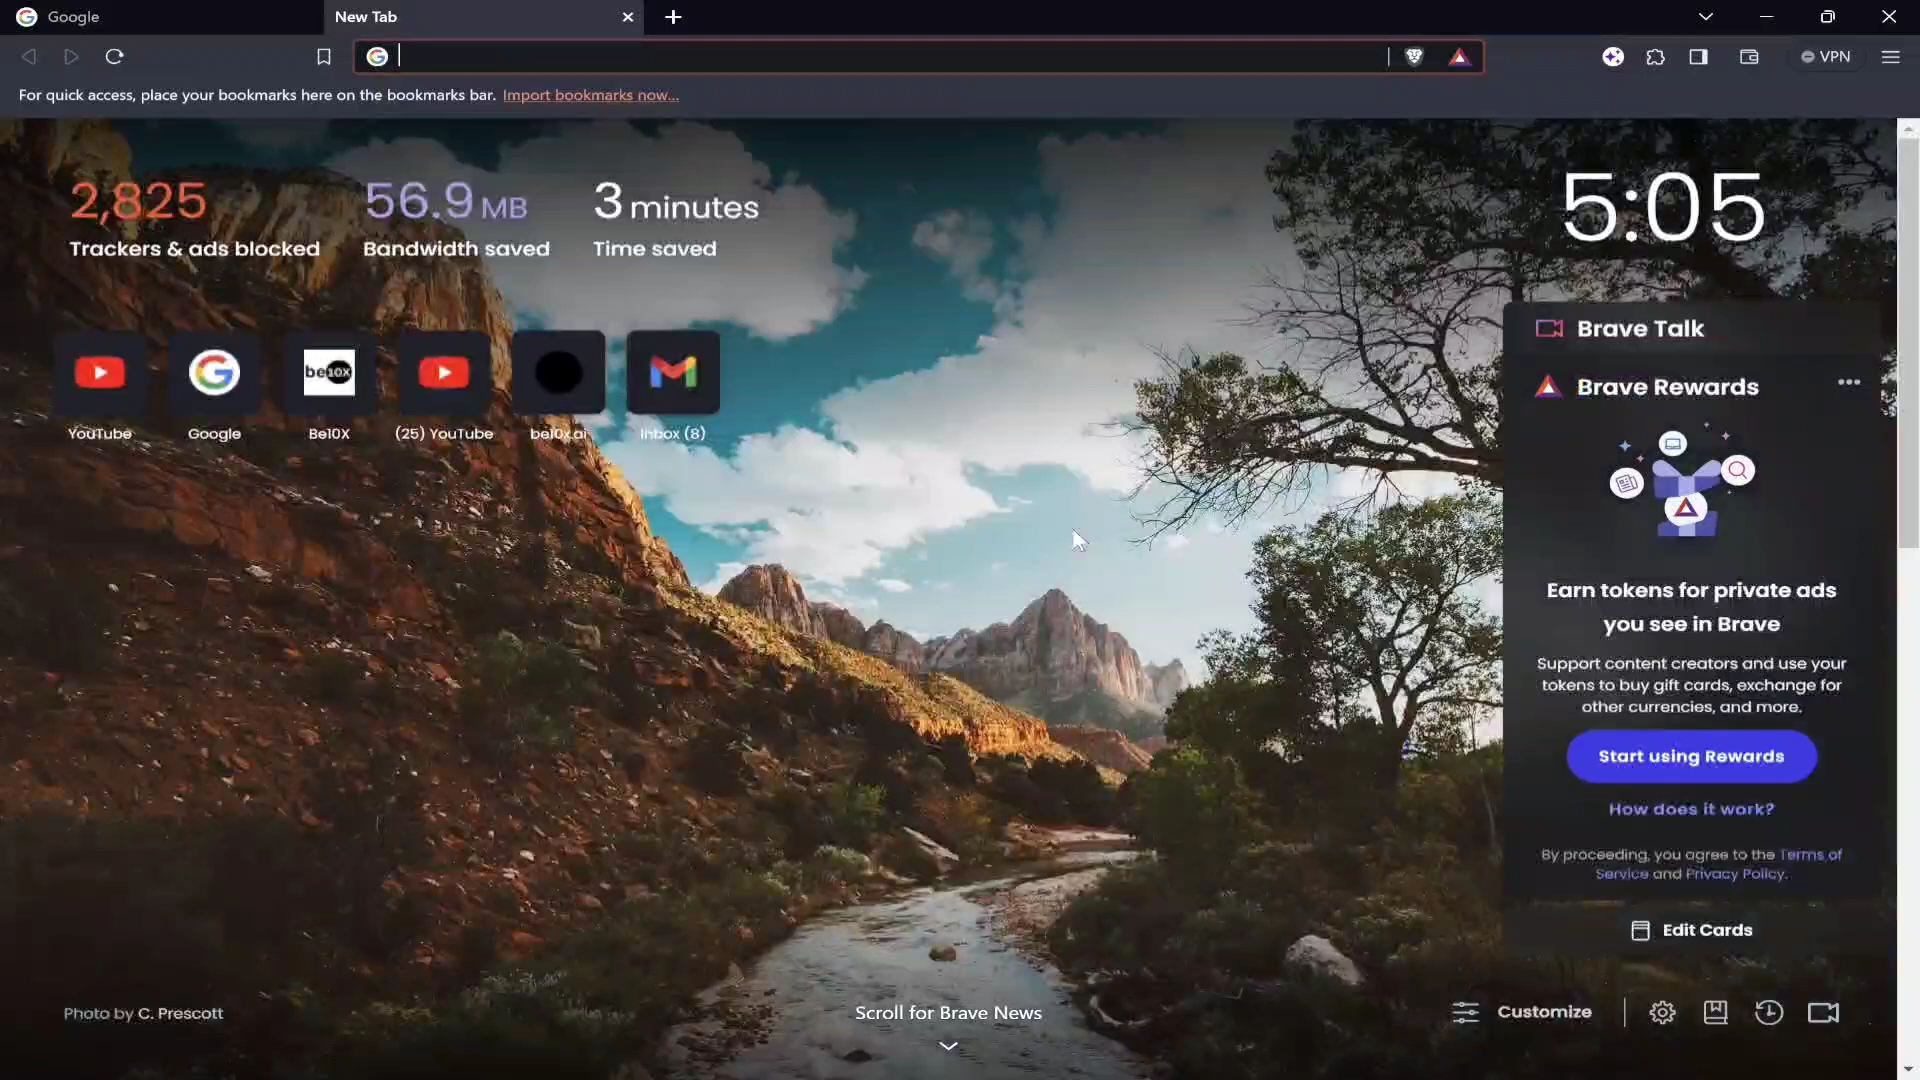 Google
New Tab
VPN
For quick access, place your bookmarks here on the bookmarks bar. Import bookmarks now...
2,825
Trackers & ads blocked
56.9 MB
Bandwidth saved
3 minutes
Time saved
5:05
be10x
YouTube
Google
Be10X
(25) YouTube
be10x.ai
Inbox (8)
Brave Talk
Brave Rewards
Earn tokens for private ads
you see in Brave
Support content creators and use your
tokens to buy gift cards, exchange for
other currencies, and more.
Start using Rewards
How does it work?
By proceeding, you agree to the Terms of
Service and Privacy Policy.
Edit Cards
Photo by C. Prescott
Scroll for Brave News
Customize